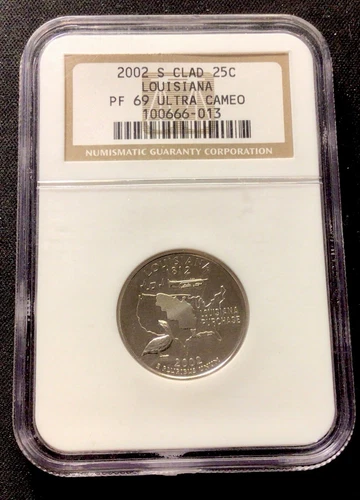 2002 S CLAD 25C
LOUISIANA
PF 69 ULTRA CAMEO
100666-013
NUMISMATIC GUARANTY CORPORATION
LOUISIANA
1812
LOUISIANA
PURCHASE
2002
E PLURIBUS UNUM